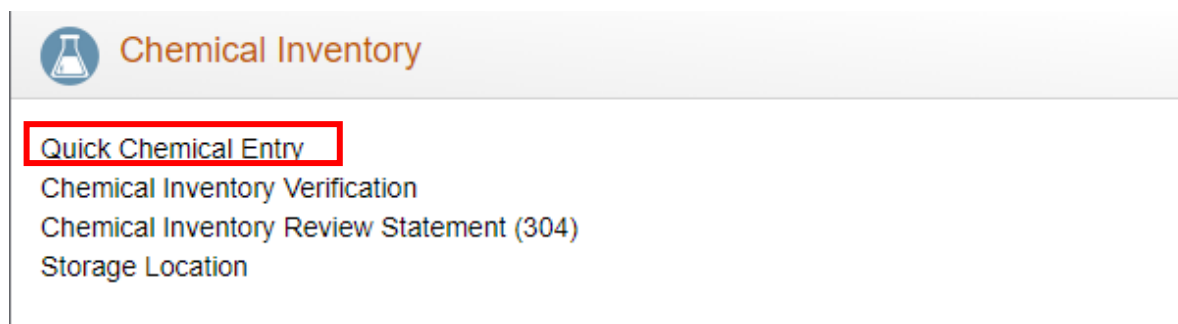 Chemical Inventory
Quick Chemical Entry
Chemical Inventory Verification
Chemical Inventory Review Statement (304)
Storage Location